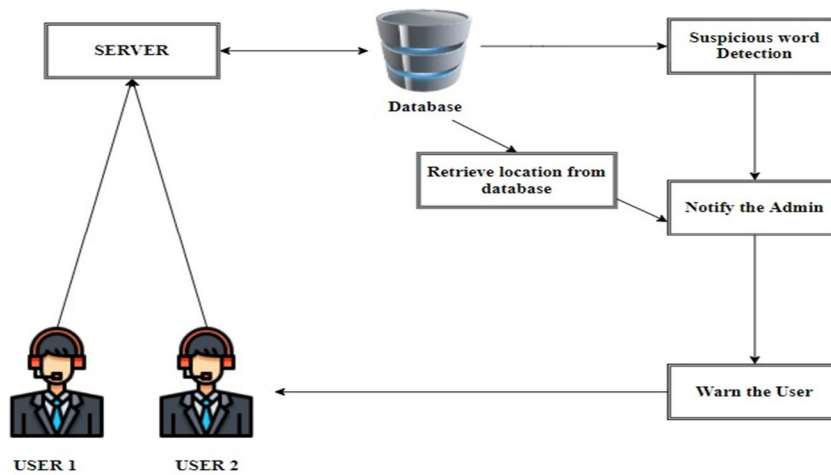 SERVER
Database
Suspicious word
Detection
Retrieve location from
database
Notify the Admin
Warn the User
USER 1
USER 2